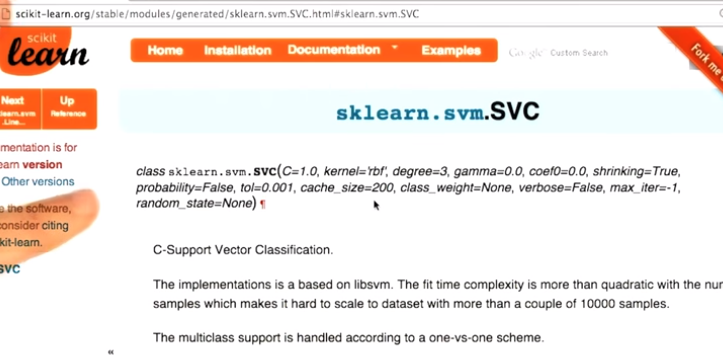 scikit-learn.org/stable/modules/generated/sklearn.svm.SVC.html#sklearn.svm.SVC
scikit
learn
Home Installation Documentation Examples
Google Custom Search
Fork me
Next Up
learn.svm Reference
.Line...
mentation is for
earn version
Other versions
e the software,
consider citing
kit-learn.
SVC
sklearn.svm.SVC
class sklearn.svm.SVC(C=1.0, kernel='rbf', degree=3, gamma=0.0, coef0=0.0, shrinking=True,
probability=False, tol=0.001, cache_size=200, class_weight=None, verbose=False, max_iter=-1,
random_state=None) ¶
C-Support Vector Classification.
The implementations is a based on libsvm. The fit time complexity is more than quadratic with the nur
samples which makes it hard to scale to dataset with more than a couple of 10000 samples.
The multiclass support is handled according to a one-vs-one scheme.
«